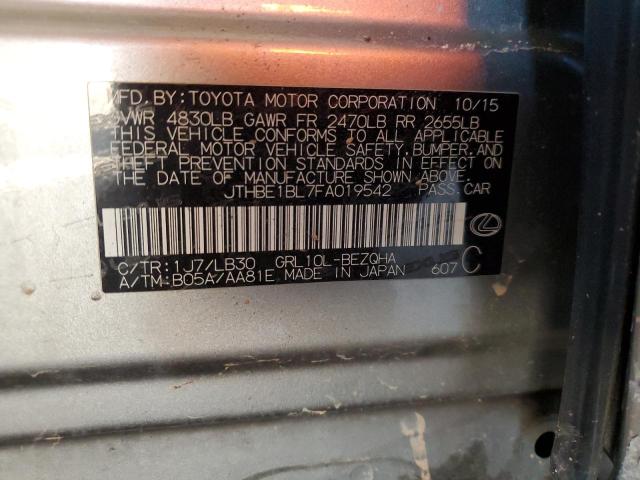 MFD. BY: TOYOTA MOTOR CORPORATION 10/15
GVWR 4830LB GAWR FR 2470LB RR 2655LB
THIS VEHICLE CONFORMS TO ALL APPLICABLE
FEDERAL MOTOR VEHICLE SAFETY, BUMPER, AND
THEFT PREVENTION STANDARDS IN EFFECT ON
THE DATE OF MANUFACTURE SHOWN ABOVE.
JTHBE1BL7FA019542 PASS. CAR
C/TR: 1J7/LB30 GRL10L-BEZQHA
A/TM: B05A/AA81E MADE IN JAPAN 607 C